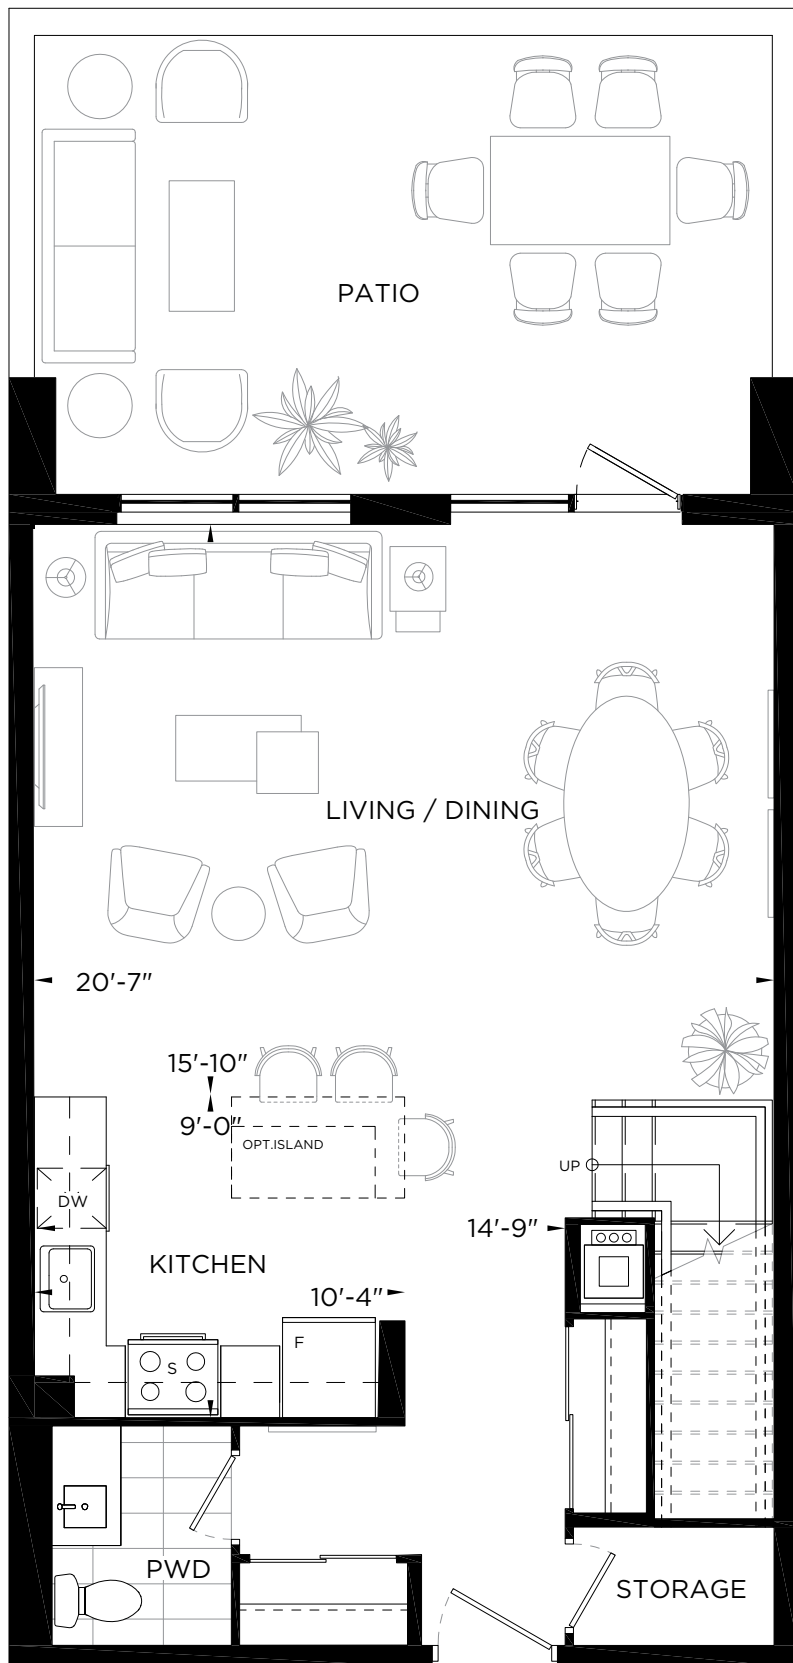 PATIO
LIVING / DINING
20'-7"
15'-10"
9'-0"
OPT.ISLAND
UP
DW
14'-9"
KITCHEN
10'-4"
F
S
PWD
STORAGE